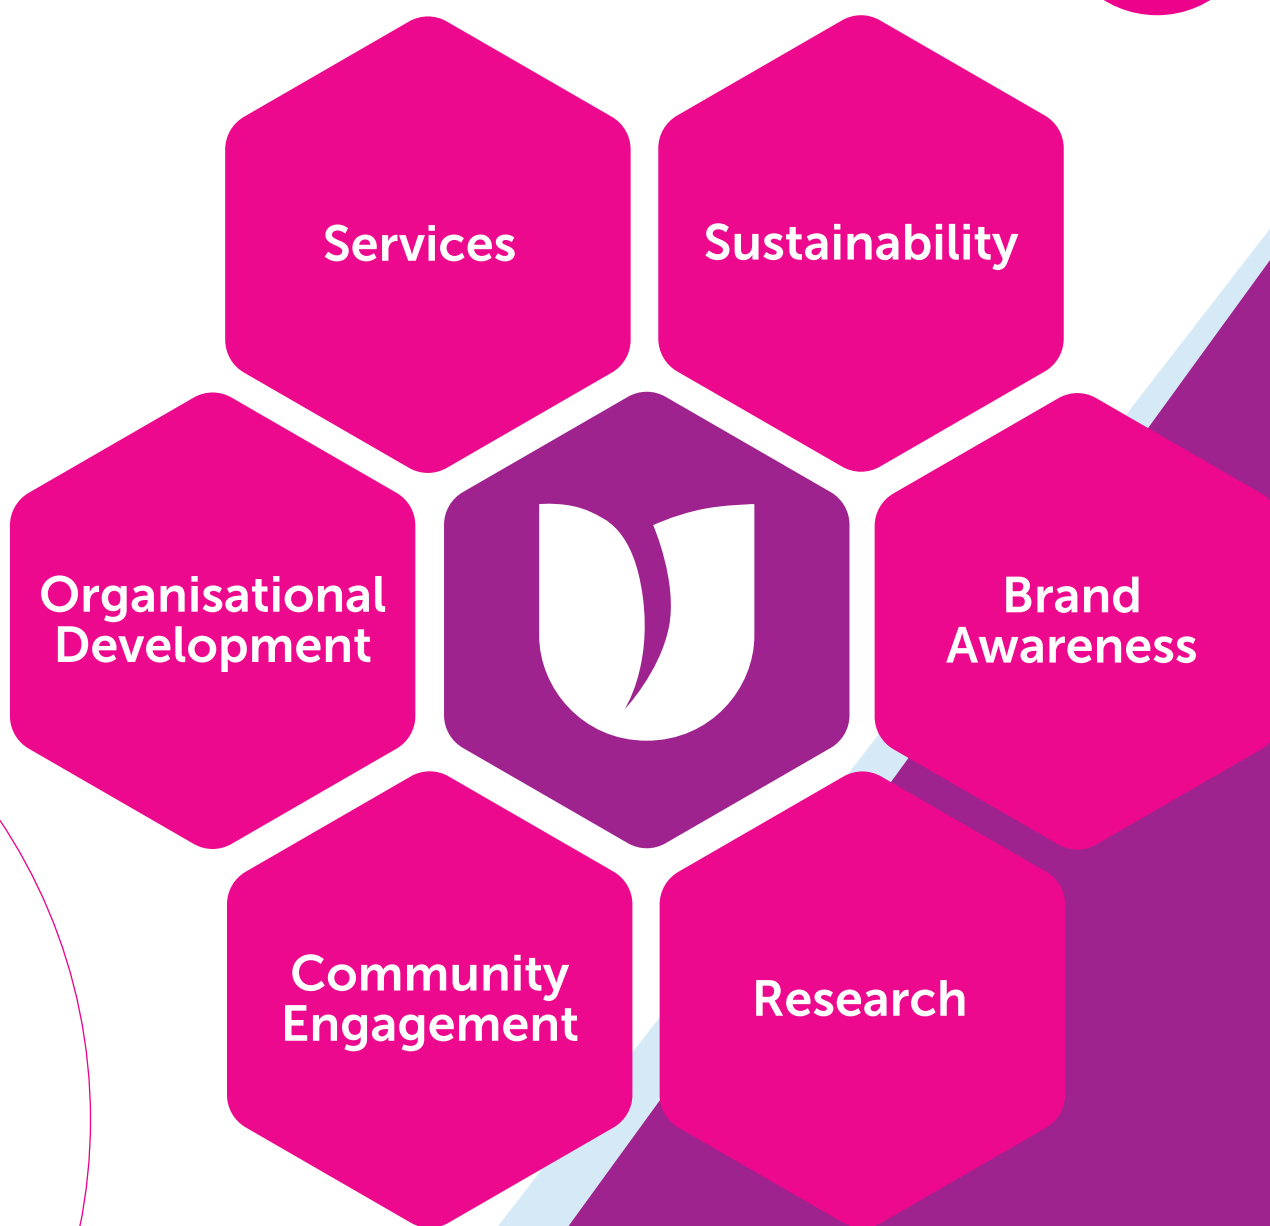 Services
Sustainability
Organisational
Development
Brand
Awareness
Community
Engagement
Research